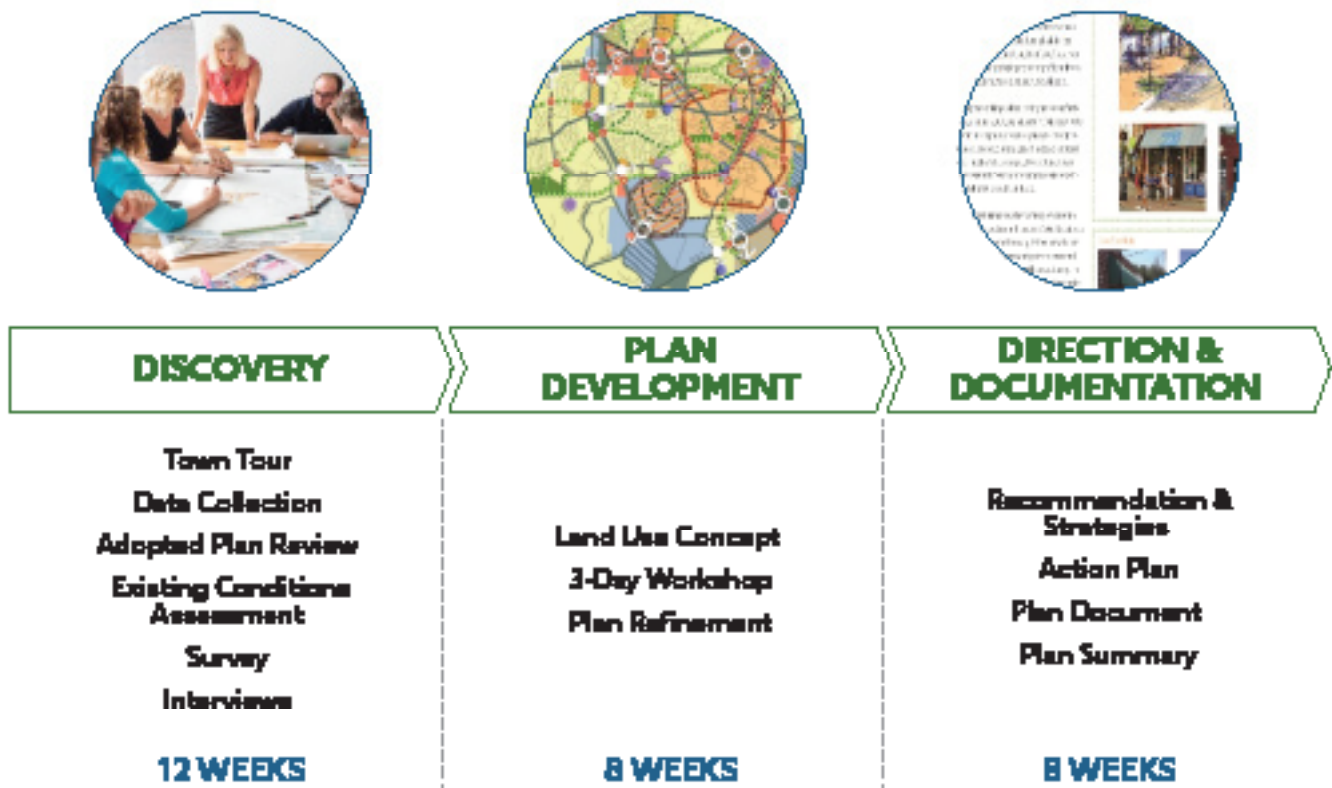 DISCOVERY
Town Tour
Data Collection
Adopted Plan Review
Existing Conditions
Assessment
Survey
Interviews
12 WEEKS
PLAN
DEVELOPMENT
Land Use Concept
3-Day Workshop
Plan Refinement
8 WEEKS
DIRECTION &
DOCUMENTATION
Recommendation &
Strategies
Action Plan
Plan Document
Plan Summary
8 WEEKS